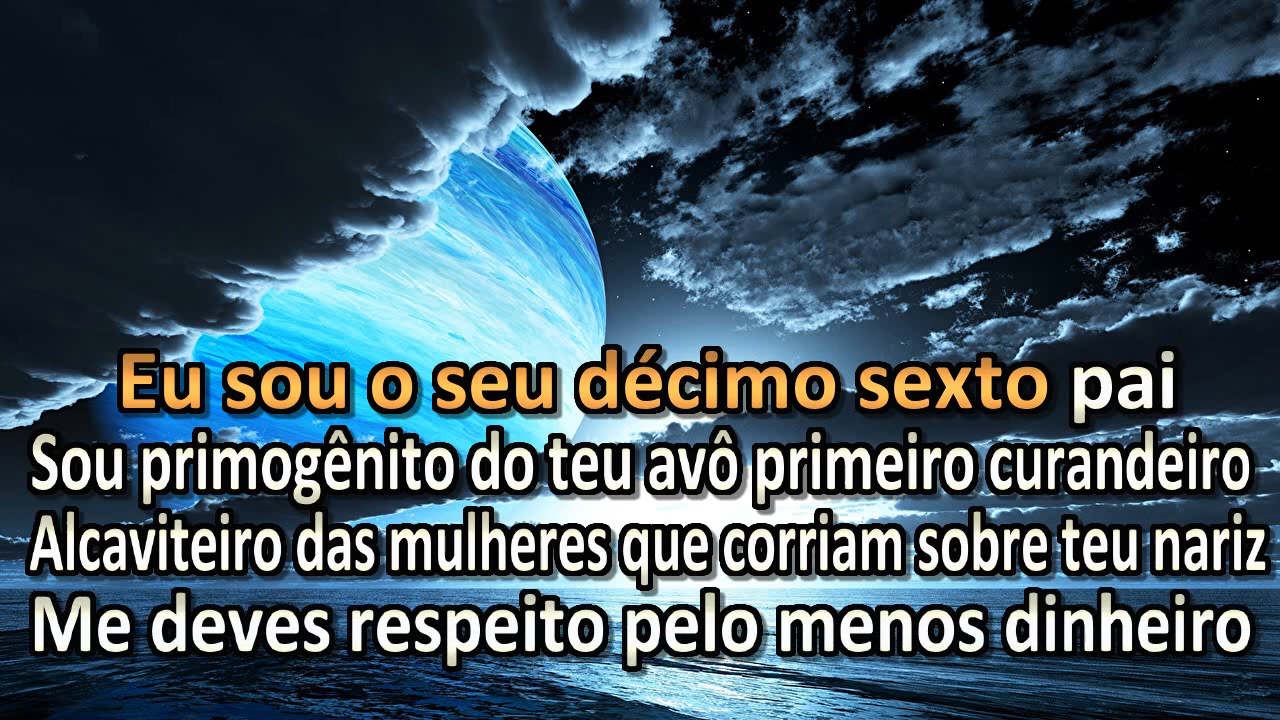 Eu sou o seu décimo sexto pai
Sou primogênito do teu avô primeiro curandeiro
Alcaviteiro das mulheres que corriam sobre teu nariz
Me deves respeito pelo menos dinheiro